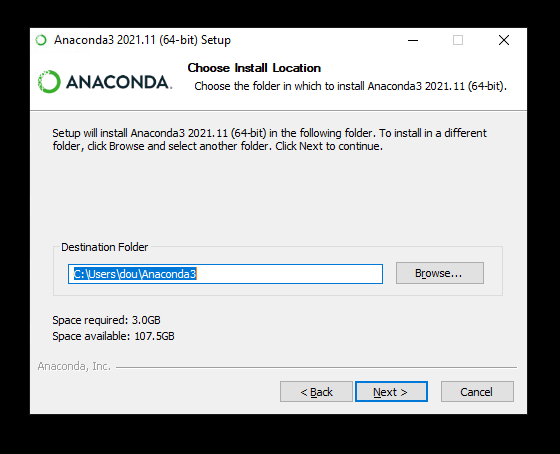 Anaconda3 2021.11 (64-bit) Setup
ANACONDA.
Choose Install Location
Choose the folder in which to install Anaconda3 2021.11 (64-bit).
Setup will install Anaconda3 2021.11 (64-bit) in the following folder. To install in a different
folder, click Browse and select another folder. Click Next to continue.
Destination Folder
C:\Users\dou\Anaconda3
Browse...
Space required: 3.0GB
Space available: 107.5GB
Anaconda, Inc.
< Back
Next >
Cancel